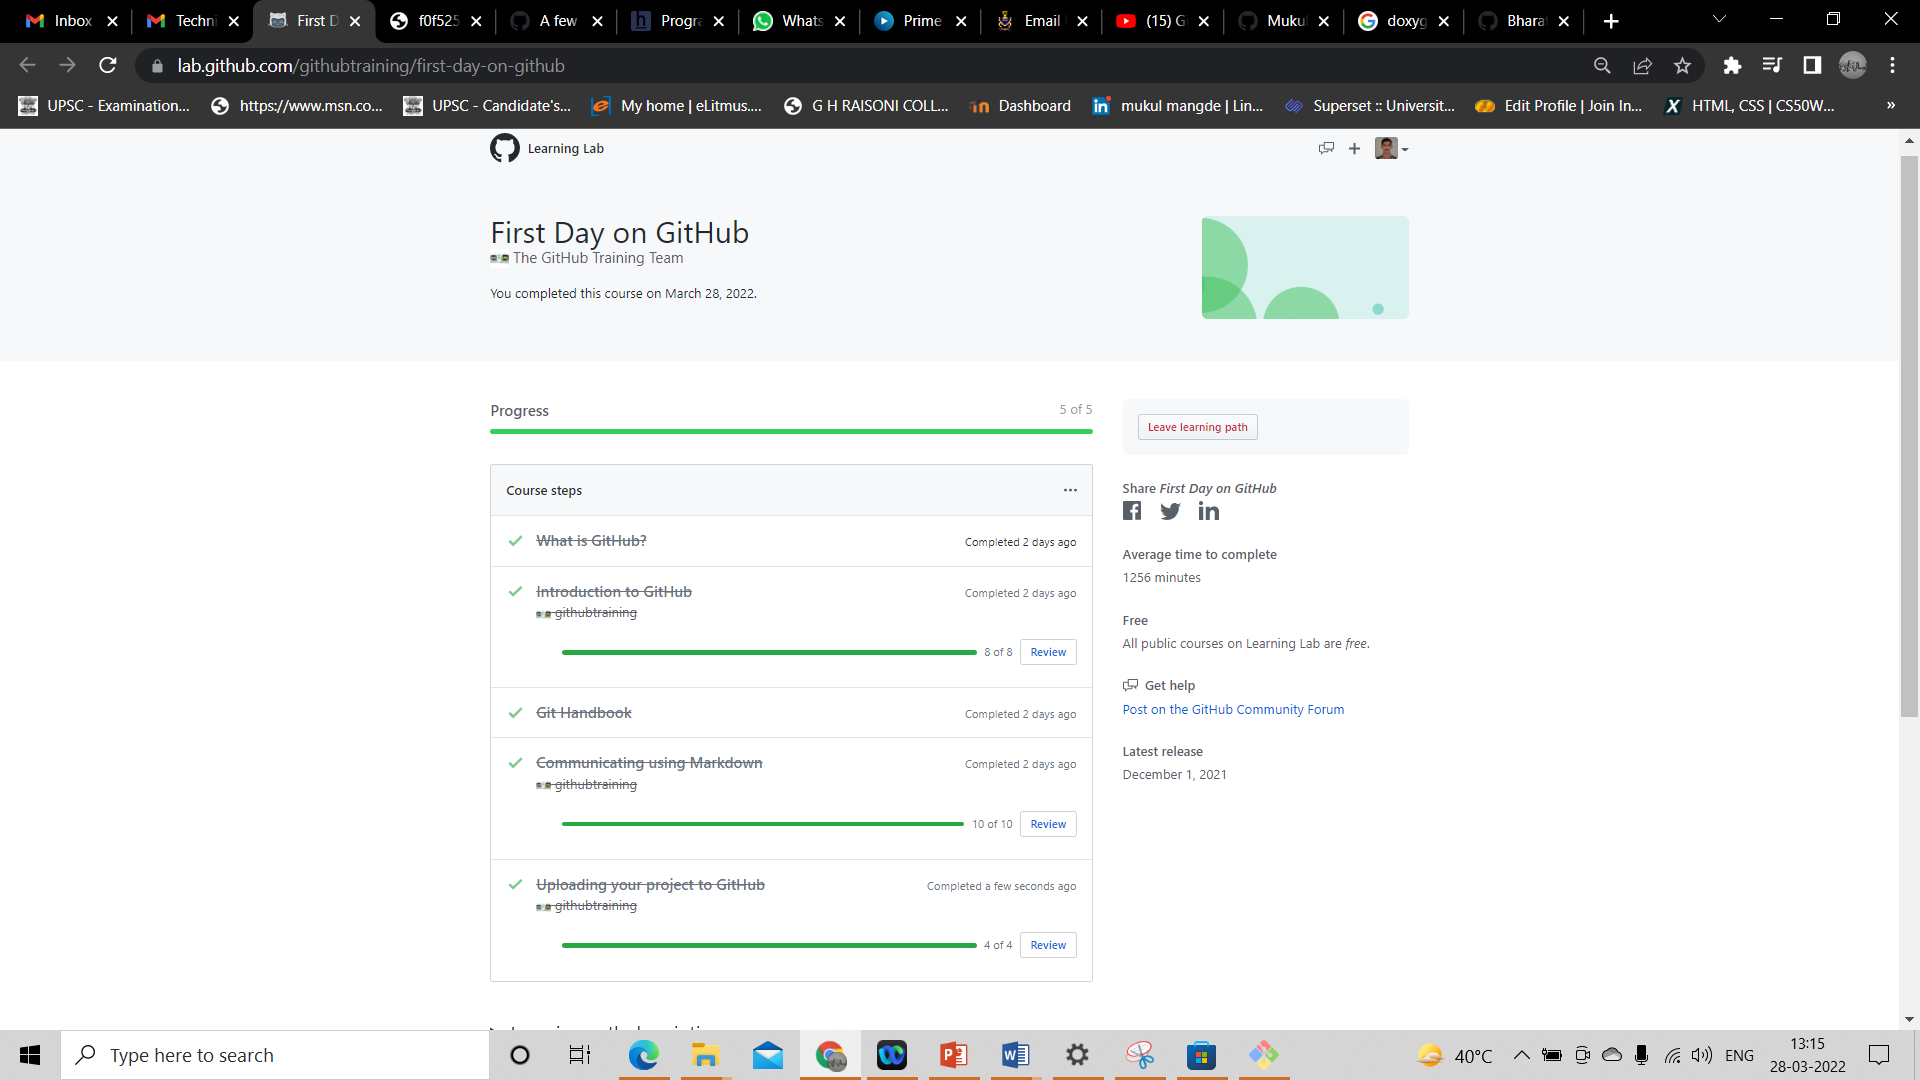 Inbox
Techni
First D
f0f525
A few
Progra
Whats
Prime
Email
(15) G
Mukul
doxyg
Bharat
lab.github.com/githubtraining/first-day-on-github
UPSC - Examination...
https://www.msn.co...
UPSC - Candidate's...
My home | eLitmus....
G H RAISONI COLL...
Dashboard
mukul mangde | Lin...
Superset :: Universit...
Edit Profile | Join In...
HTML, CSS | CS50W...
»
Learning Lab
First Day on GitHub
The GitHub Training Team
You completed this course on March 28, 2022.
Progress
5 of 5
Course steps
What is GitHub?
Completed 2 days ago
Introduction to GitHub
Completed 2 days ago
githubtraining
8 of 8
Review
Git Handbook
Completed 2 days ago
Communicating using Markdown
Completed 2 days ago
githubtraining
10 of 10
Review
Uploading your project to GitHub
Completed a few seconds ago
githubtraining
4 of 4
Review
Leave learning path
Share First Day on GitHub
Average time to complete
1256 minutes
Free
All public courses on Learning Lab are free.
Get help
Post on the GitHub Community Forum
Latest release
December 1, 2021
Type here to search
40°C
ENG
13:15
28-03-2022